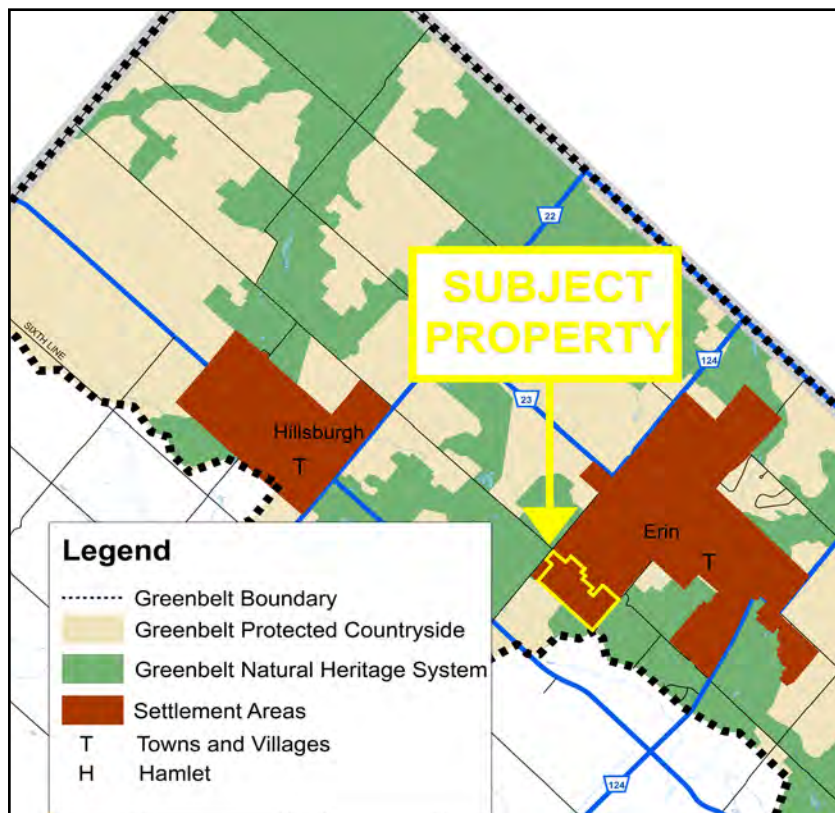 22
SUBJECT
PROPERTY
124
23
SIXTH LINE
Hillsburgh
T
Erin
T
Legend
Greenbelt Boundary
Greenbelt Protected Countryside
Greenbelt Natural Heritage System
Settlement Areas
T Towns and Villages
H Hamlet
124